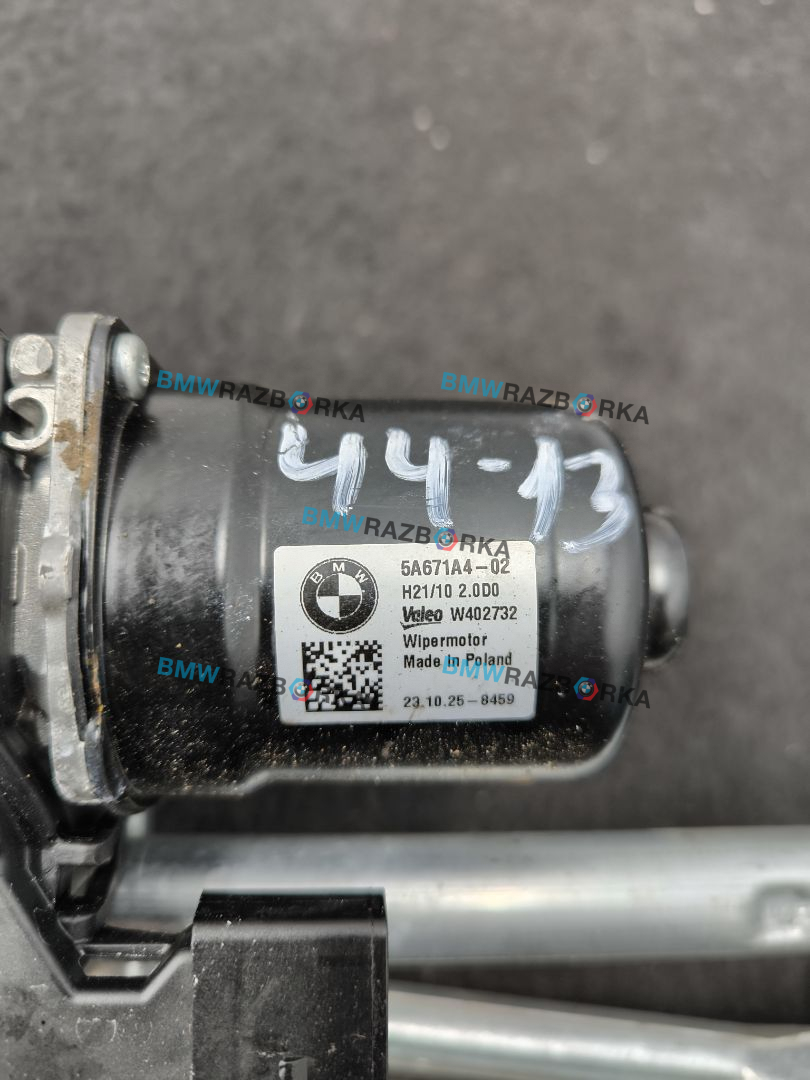 BMWRAZBORKA
BMWRAZBORKA
44-13
BMWRAZBORKA
BMW
5A671A4-02
H21/10 2.0D0
Valeo W402732
Wipermotor
Made in Poland
BMWRAZBORKA
BMWRAZBORKA
23.10.25-8459